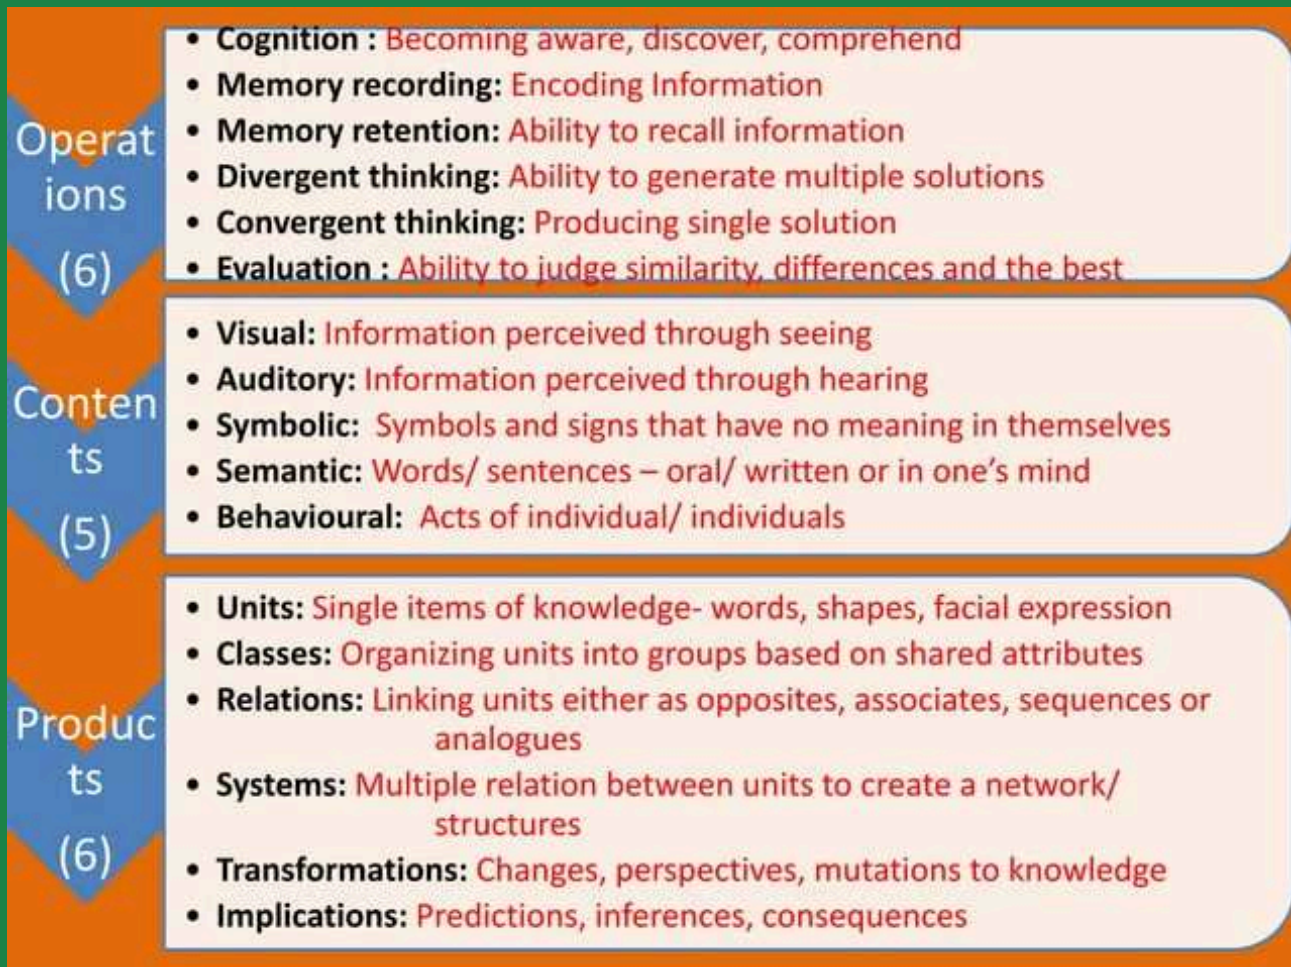 Operat
ions
(6)
• Cognition : Becoming aware, discover, comprehend
• Memory recording: Encoding Information
• Memory retention: Ability to recall information
• Divergent thinking: Ability to generate multiple solutions
• Convergent thinking: Producing single solution
• Evaluation : Ability to judge similarity, differences and the best
Conten
ts
(5)
• Visual: Information perceived through seeing
• Auditory: Information perceived through hearing
• Symbolic: Symbols and signs that have no meaning in themselves
• Semantic: Words/ sentences – oral/ written or in one’s mind
• Behavioural: Acts of individual/ individuals
Produc
ts
(6)
• Units: Single items of knowledge- words, shapes, facial expression
• Classes: Organizing units into groups based on shared attributes
• Relations: Linking units either as opposites, associates, sequences or
analogues
• Systems: Multiple relation between units to create a network/
structures
• Transformations: Changes, perspectives, mutations to knowledge
• Implications: Predictions, inferences, consequences